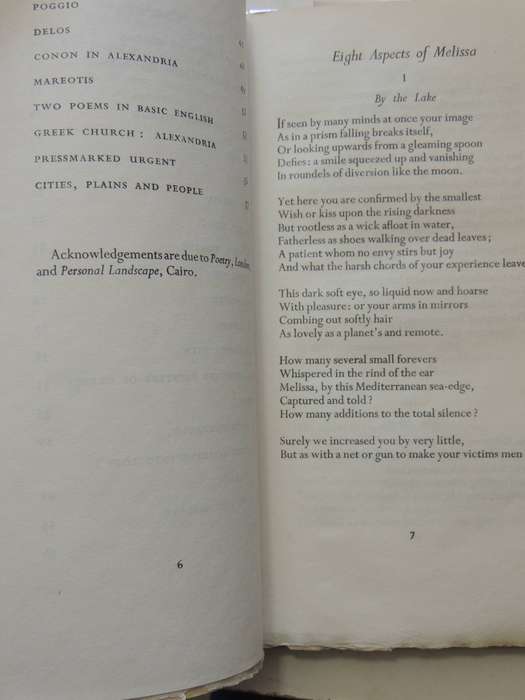 POGGIO
DELOS
CONON IN ALEXANDRIA
MAREOTIS
TWO POEMS IN BASIC ENGLISH
GREEK CHURCH : ALEXANDRIA
PRESSMARKED URGENT
CITIES, PLAINS AND PEOPLE
Acknowledgements are due to Poetry, London,
and Personal Landscape, Cairo.
6
Eight Aspects of Melissa
1
By the Lake
If seen by many minds at once your image
As in a prism falling breaks itself,
Or looking upwards from a gleaming spoon
Defies: a smile squeezed up and vanishing
In roundels of diversion like the moon.
Yet here you are confirmed by the smallest
Wish or kiss upon the rising darkness
But rootless as a wick afloat in water,
Fatherless as shoes walking over dead leaves;
A patient whom no envy stirs but joy
And what the harsh chords of your experience leave
This dark soft eye, so liquid now and hoarse
With pleasure: or your arms in mirrors
Combing out softly hair
As lovely as a planet's and remote.
How many several small forevers
Whispered in the rind of the ear
Melissa, by this Mediterranean sea-edge,
Captured and told?
How many additions to the total silence?
Surely we increased you by very little,
But as with a net or gun to make your victims men
7